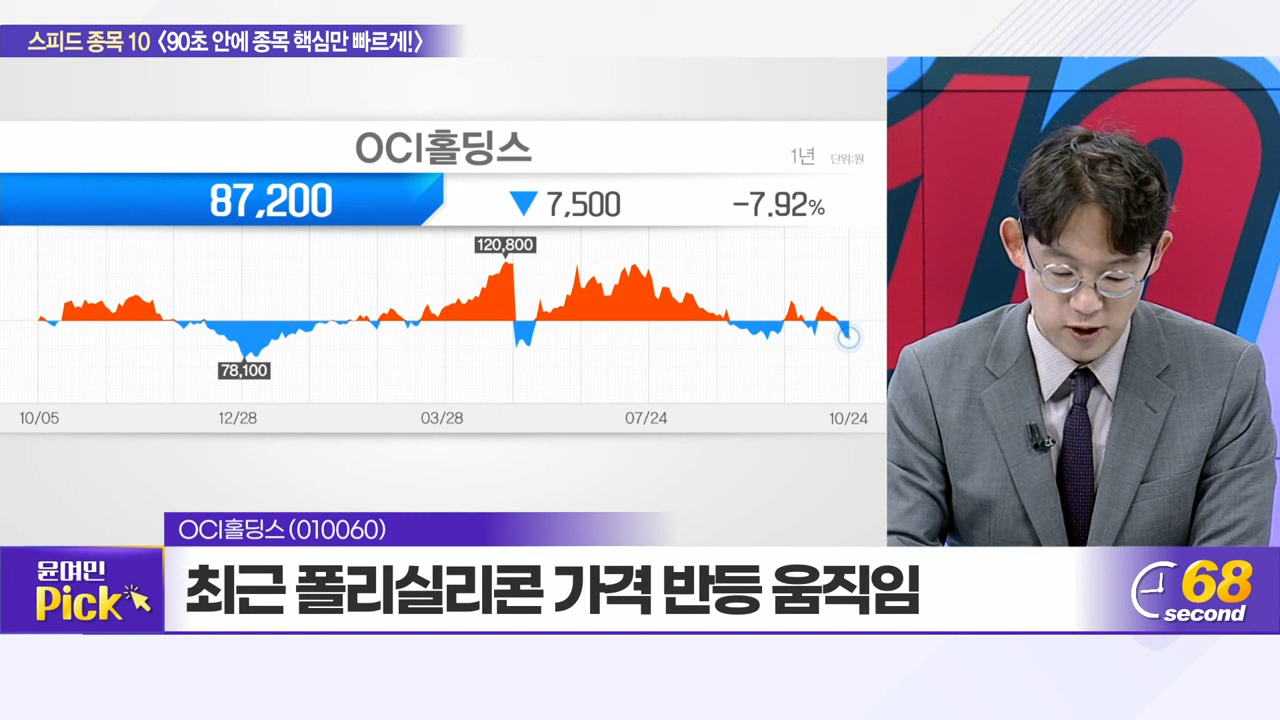 스피드 종목 10 〈90초 안에 종목 핵심만 빠르게!〉
10
OCI홀딩스
1년 단위:원
87,200 ▼ 7,500 -7.92%
120,800
78,100
10/05 12/28 03/28 07/24 10/24
OCI홀딩스(010060)
윤여민
Pick
최근 폴리실리콘 가격 반등 움직임
68
second